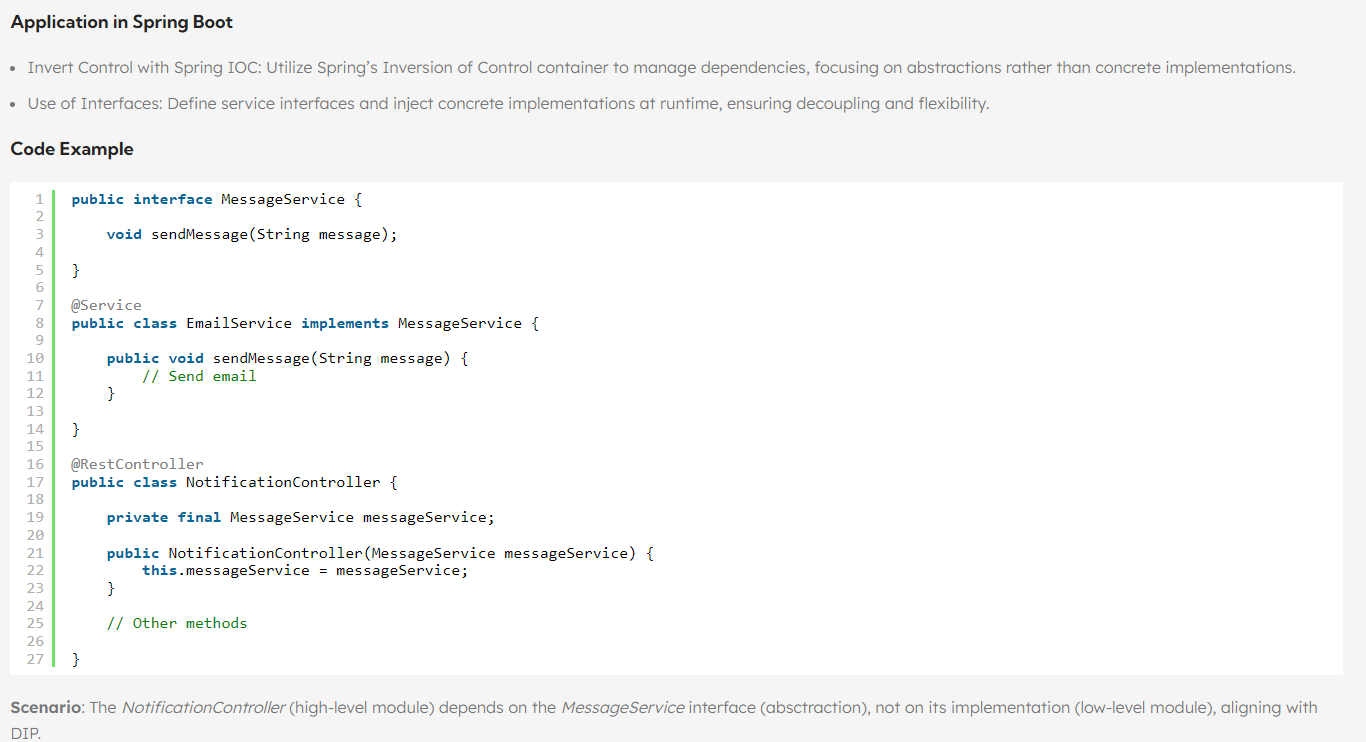 Application in Spring Boot
• Invert Control with Spring IOC: Utilize Spring’s Inversion of Control container to manage dependencies, focusing on abstractions rather than concrete implementations.
• Use of Interfaces: Define service interfaces and inject concrete implementations at runtime, ensuring decoupling and flexibility.
Code Example
1 public interface MessageService {
2
3     void sendMessage(String message);
4
5 }
6
7 @Service
8 public class EmailService implements MessageService {
9
10     public void sendMessage(String message) {
11         // Send email
12     }
13
14 }
15
16 @RestController
17 public class NotificationController {
18
19     private final MessageService messageService;
20
21     public NotificationController(MessageService messageService) {
22         this.messageService = messageService;
23     }
24
25     // Other methods
26
27 }
Scenario: The NotificationController (high-level module) depends on the MessageService interface (absctraction), not on its implementation (low-level module), aligning with
DIP.